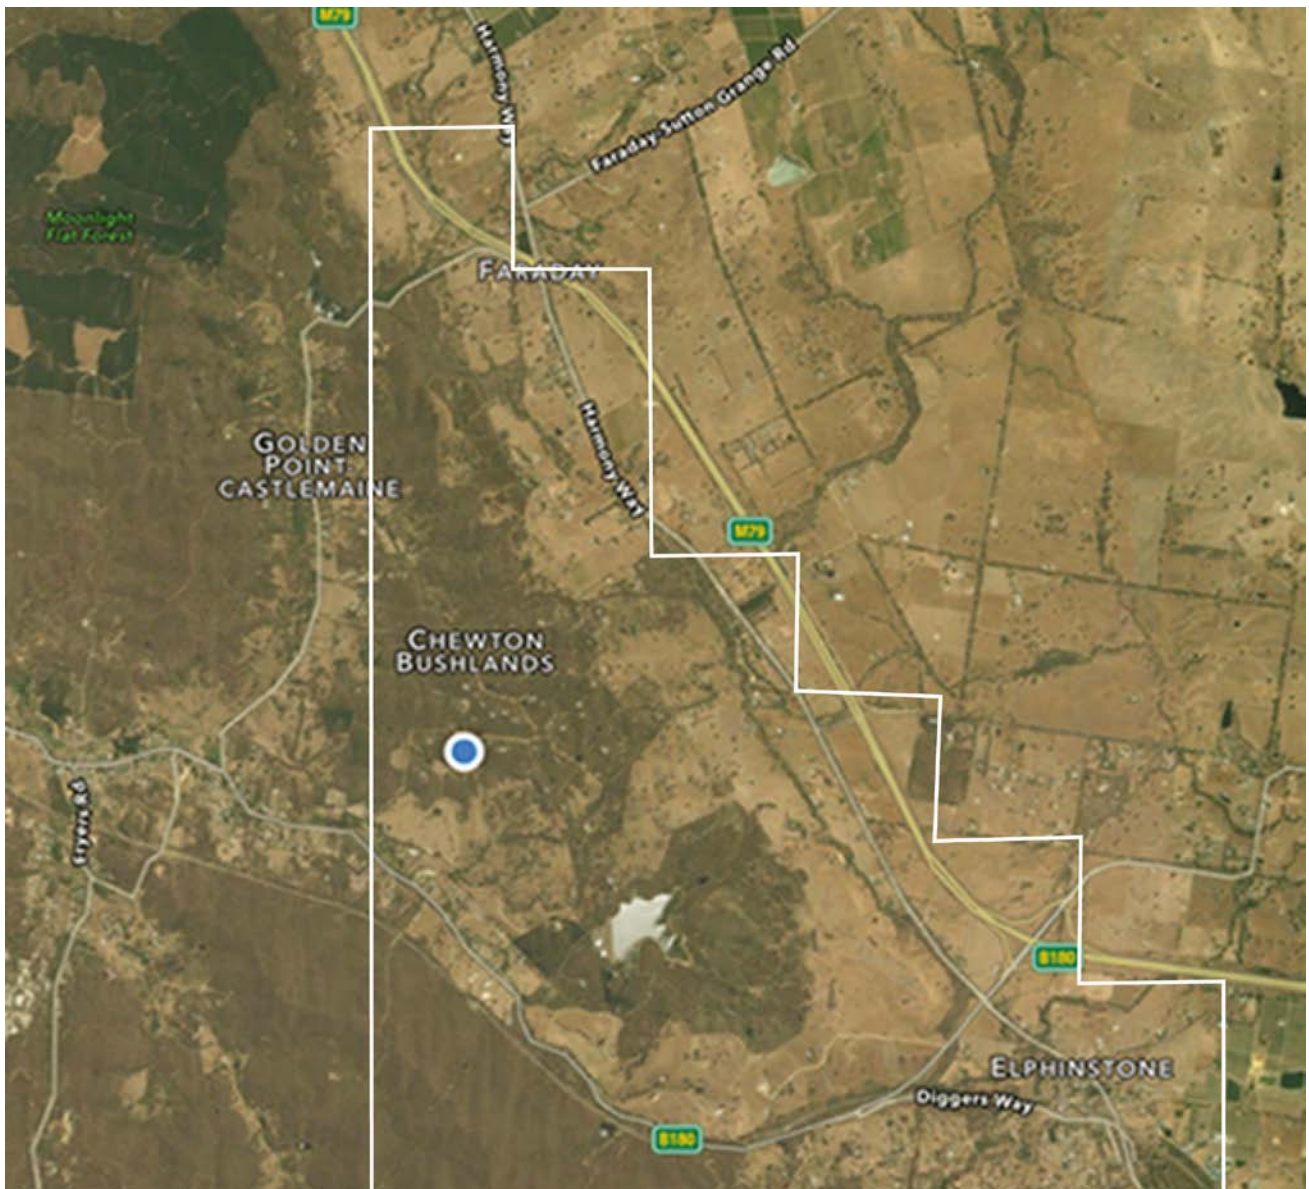 M79
Harmony Way
Faraday-Sutton Grange Rd
Moonlight
Flat Forest
FARADAY
Harmony Way
GOLDEN
POINT,
CASTLEMAINE
M79
CHEWTON
BUSHLANDS
Fryers Rd
B180
ELPHINSTONE
Diggers Way
B180